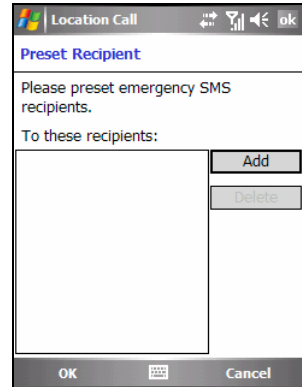 Location Call
ok
Preset Recipient
Please preset emergency SMS
recipients.
To these recipients:
Add
Delete
OK
Cancel